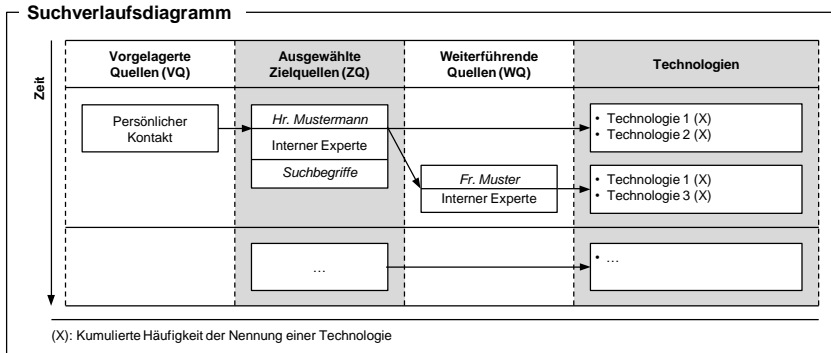 Suchverlaufsdiagramm
Zeit
Vorgelagerte
Quellen (VQ)
Ausgewählte
Zielquellen (ZQ)
Weiterführende
Quellen (WQ)
Technologien
Persönlicher
Kontakt
Hr. Mustermann
Interner Experte
Suchbegriffe
• Technologie 1 (X)
• Technologie 2 (X)
Fr. Muster
Interner Experte
• Technologie 1 (X)
• Technologie 3 (X)
…
• …
(X): Kumulierte Häufigkeit der Nennung einer Technologie